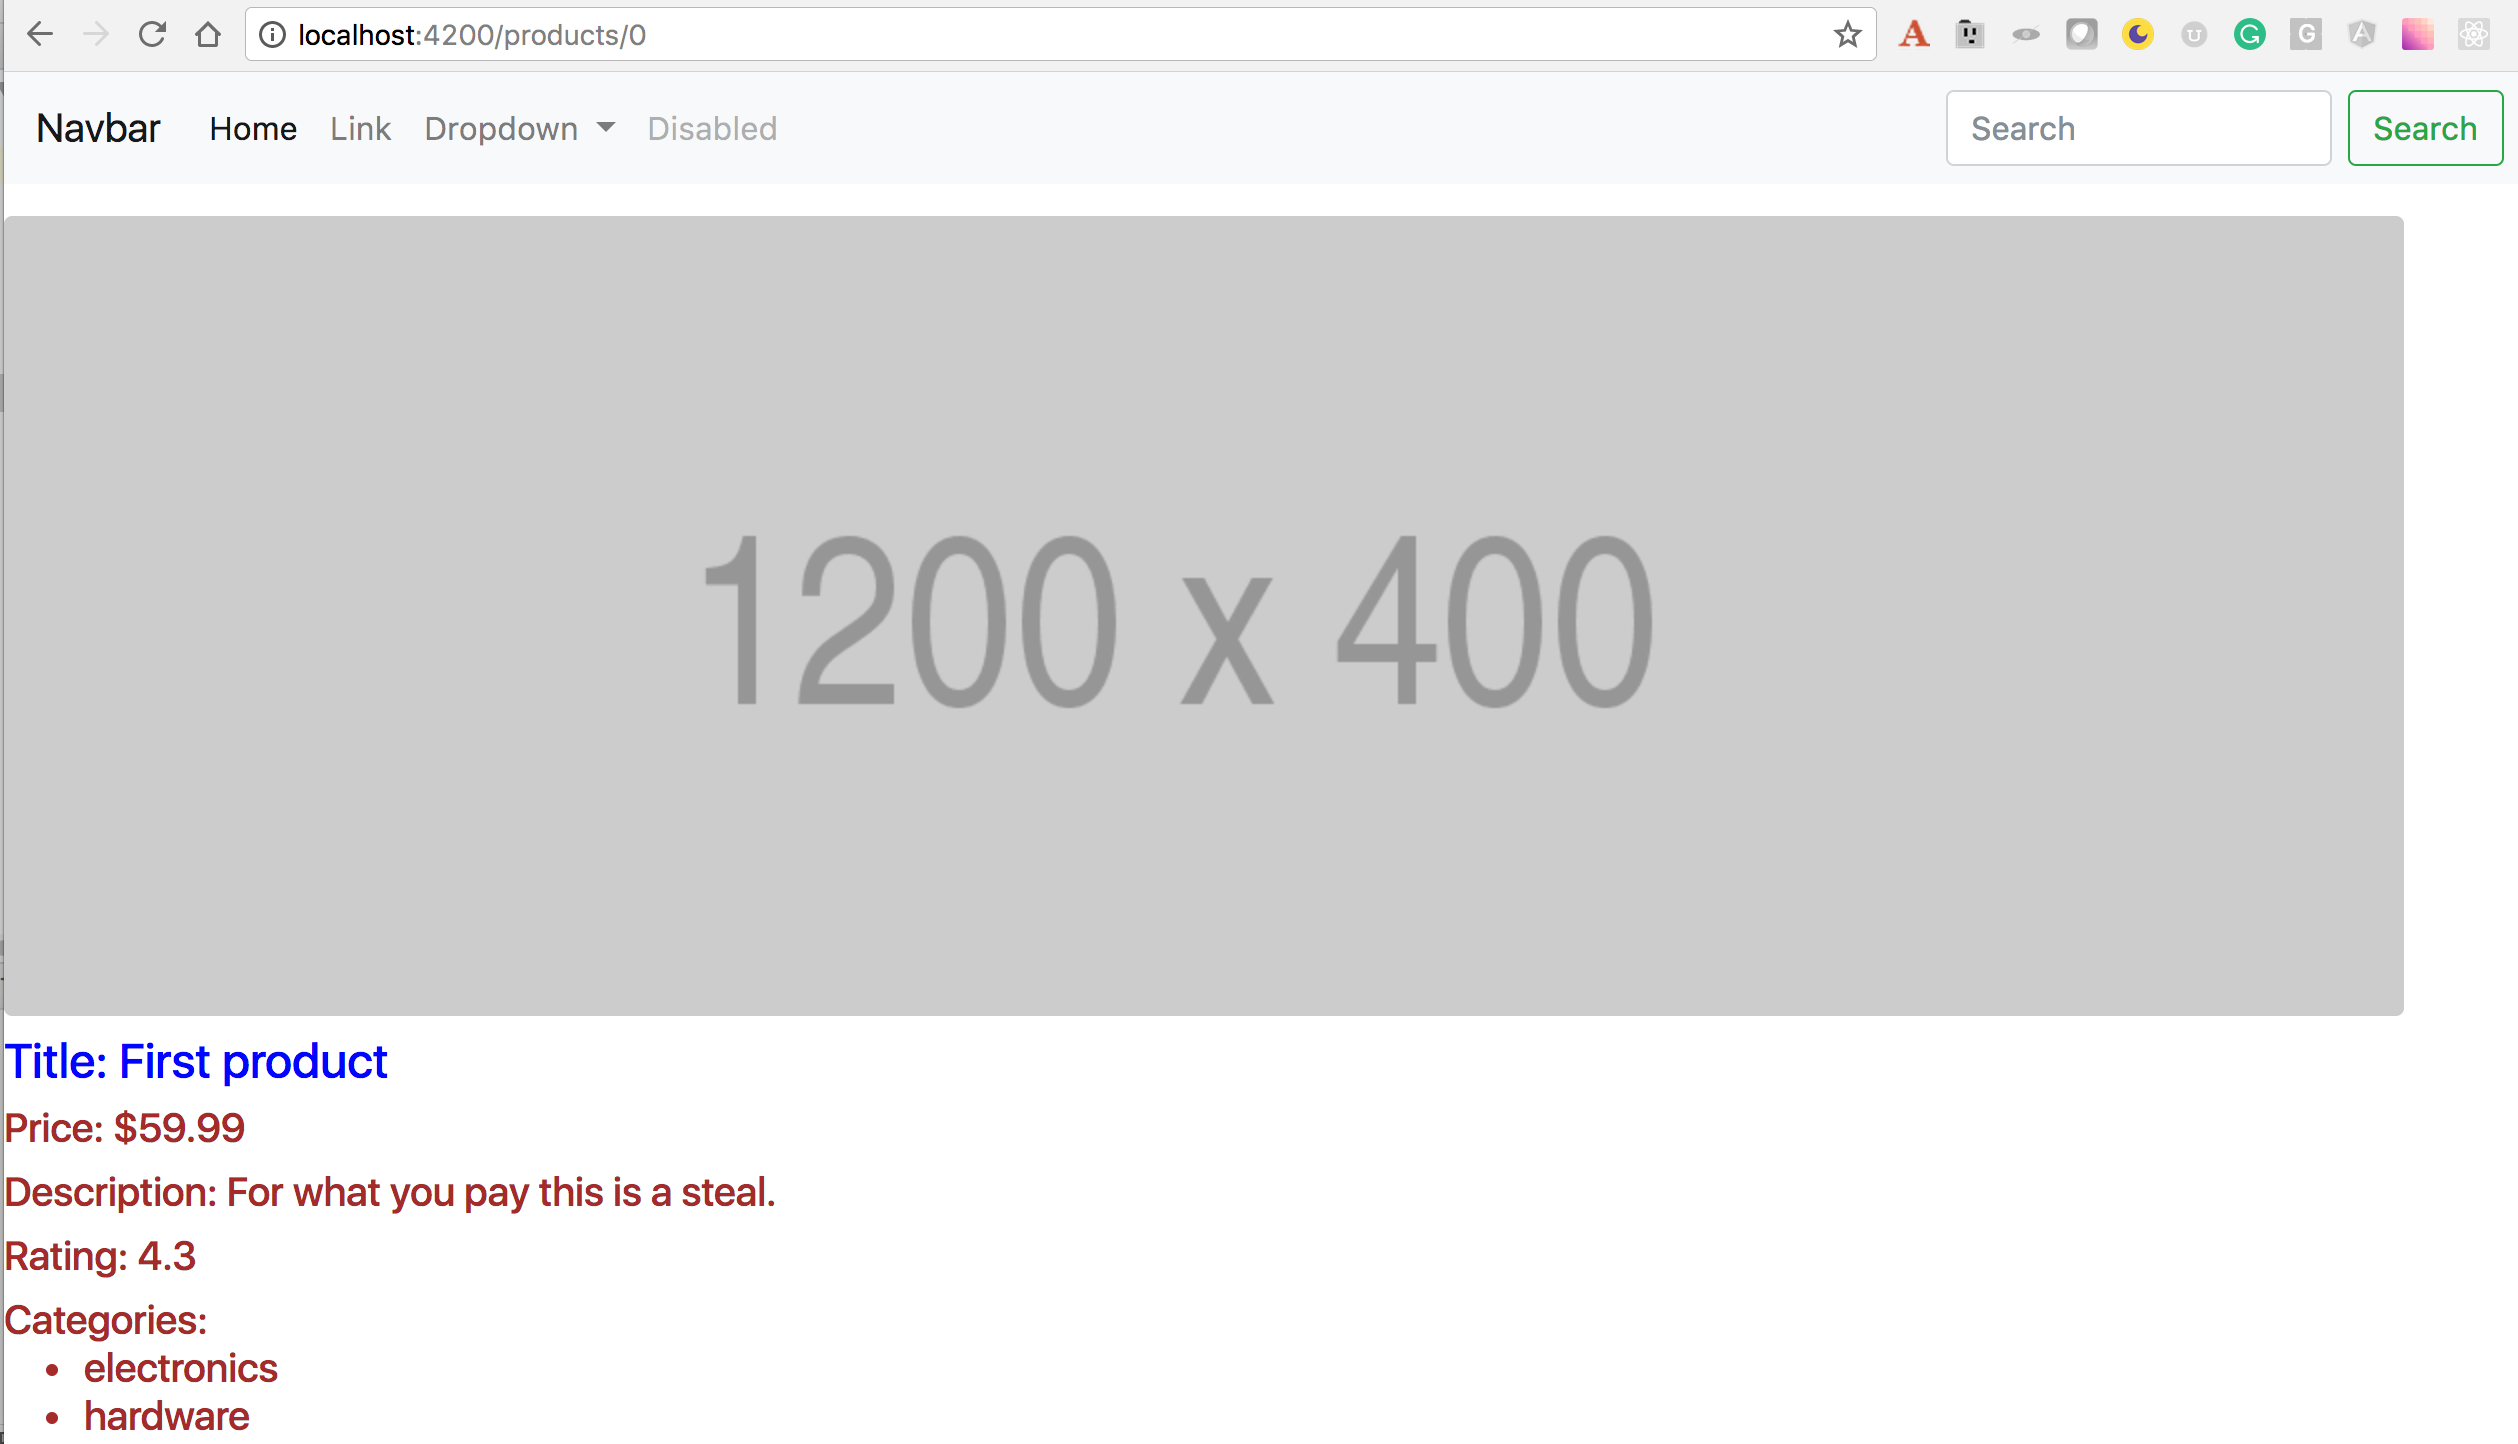 localhost:4200/products/0
Navbar Home Link Dropdown Disabled Search Search
1200 x 400
Title: First product
Price: $59.99
Description: For what you pay this is a steal.
Rating: 4.3
Categories:
• electronics
• hardware